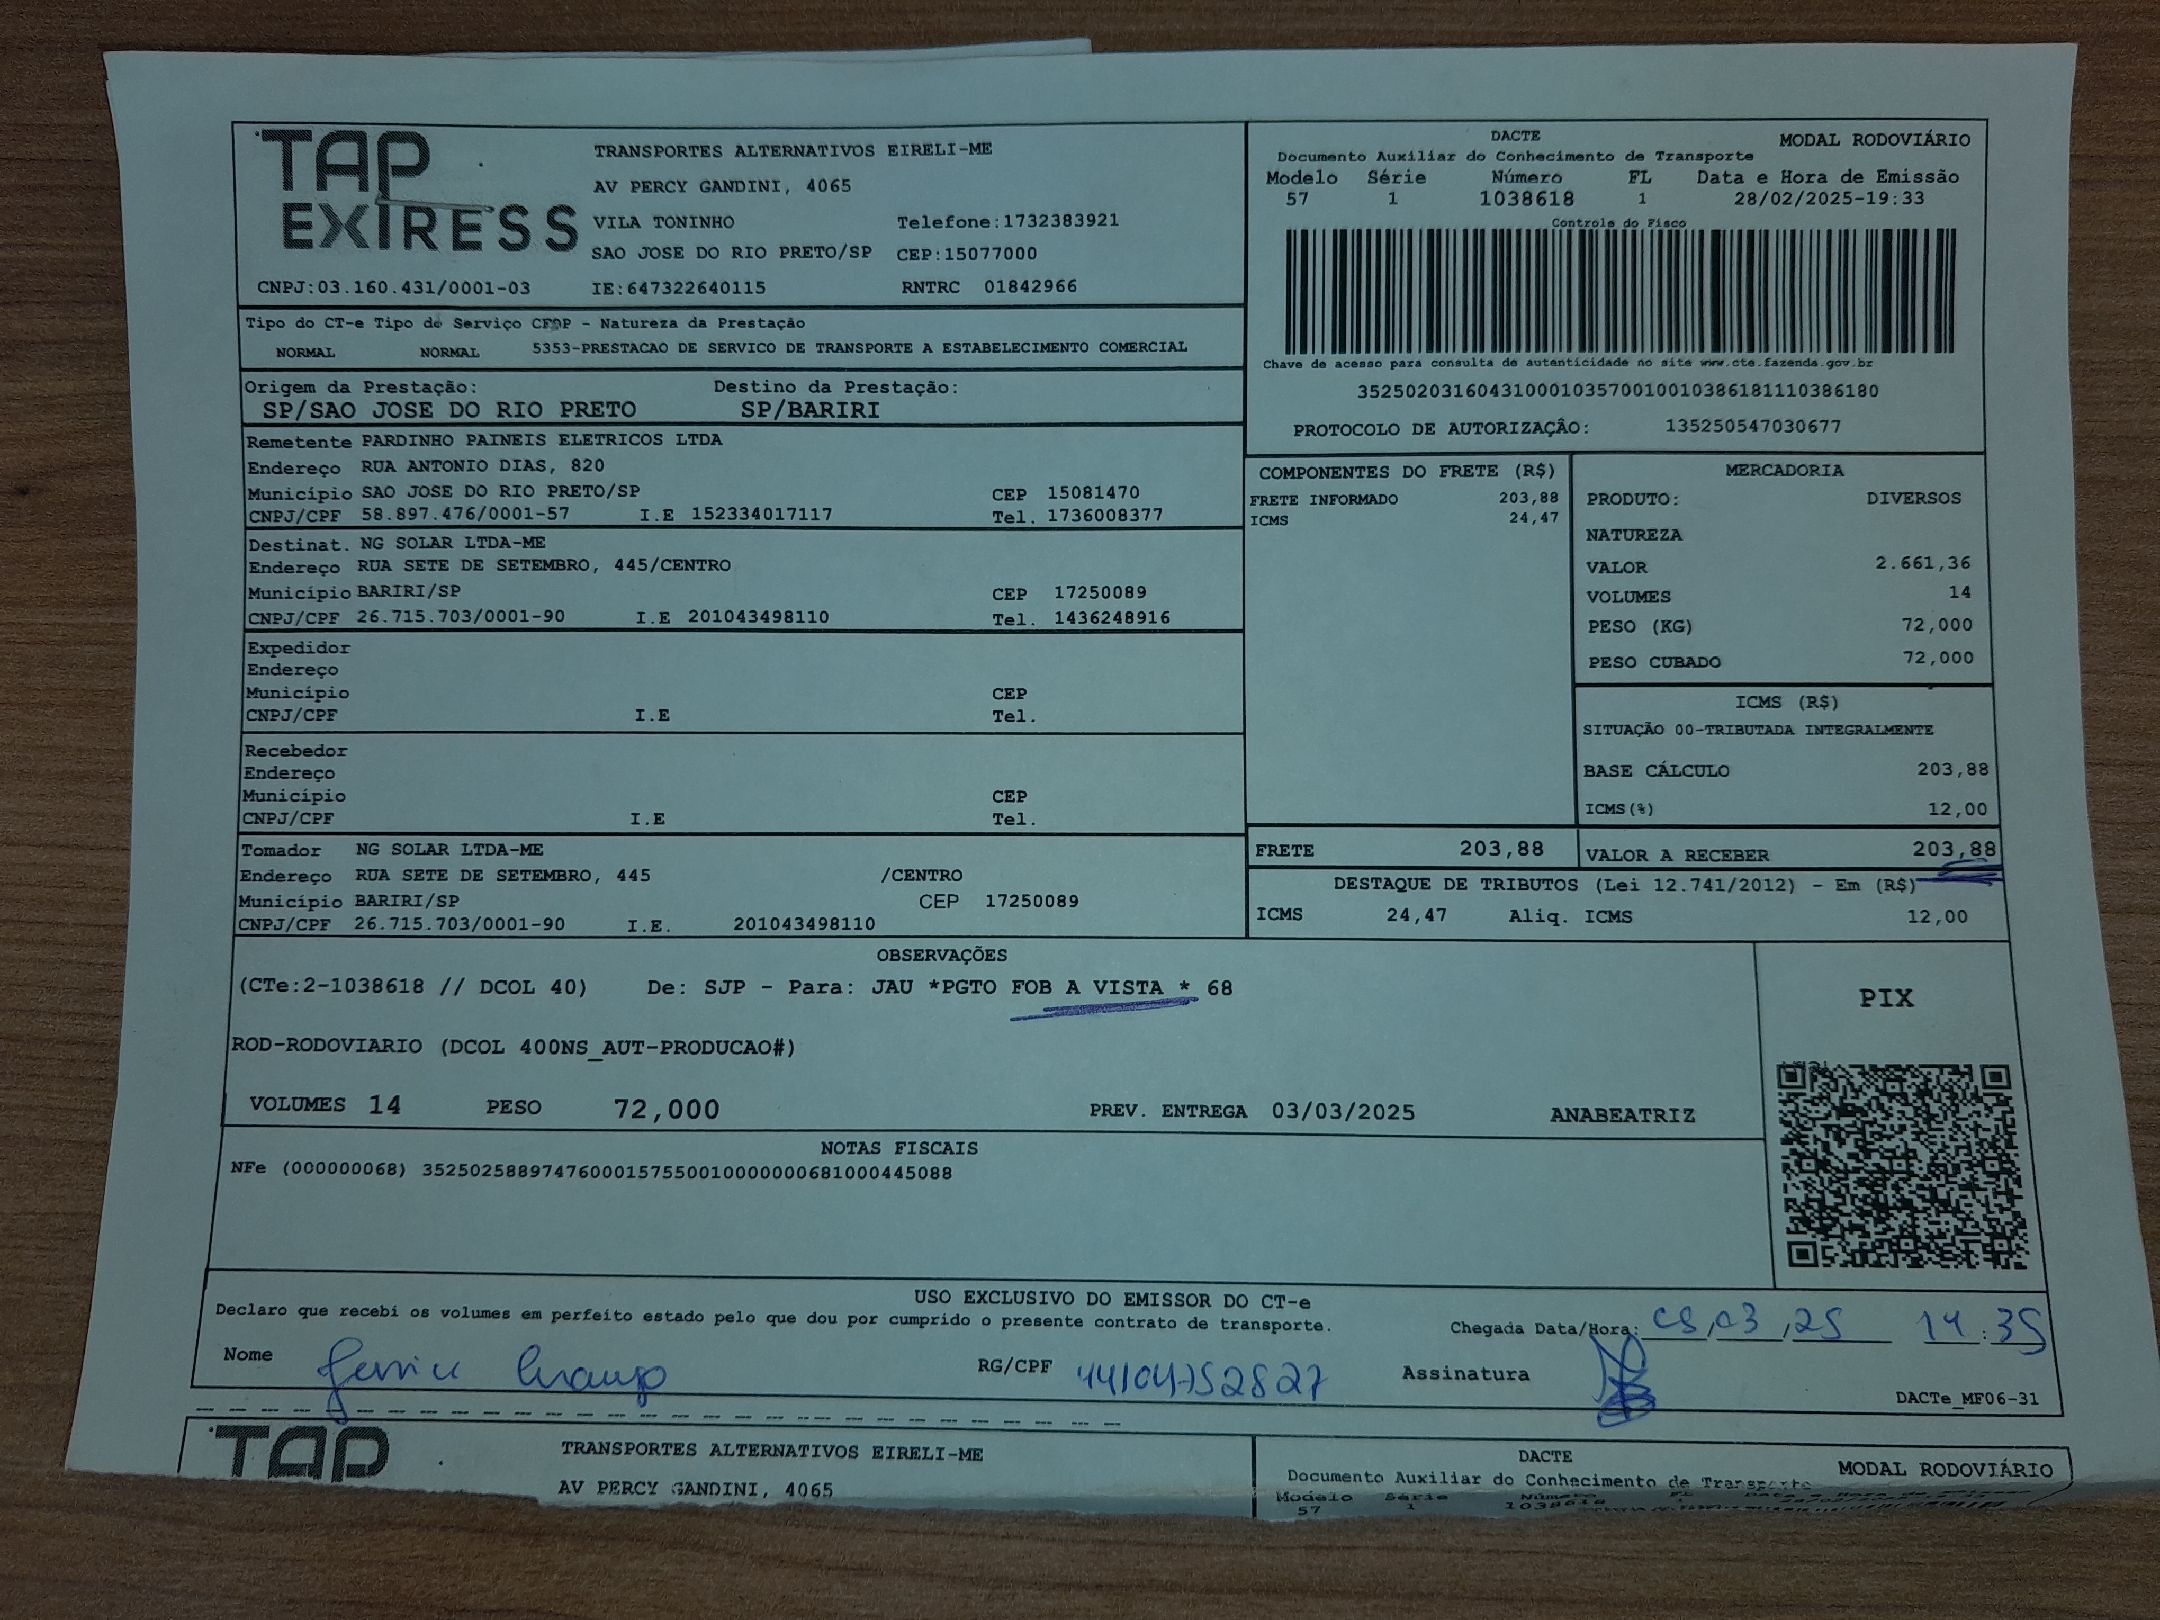 TAP
EXPRESS
TRANSPORTES ALTERNATIVOS EIRELI-ME
AV PERCY GANDINI, 4065
VILA TONINHO Telefone:1732383921
SAO JOSE DO RIO PRETO/SP CEP:15077000
CNPJ:03.160.431/0001-03 IE:647322640115 RNTRC 01842966
DACTE MODAL RODOVIÁRIO
Documento Auxiliar do Conhecimento de Transporte
Modelo Série Número FL Data e Hora de Emissão
57 1 1038618 1 28/02/2025-19:33
Controle do Fisco
Chave de acesso para consulta de autenticidade no site www.cte.fazenda.gov.br
35250203160431000103570010010386181110386180
PROTOCOLO DE AUTORIZAÇÂO: 135250547030677
Tipo do CT-e Tipo de Serviço CFOP - Natureza da Prestação
NORMAL NORMAL 5353-PRESTACAO DE SERVICO DE TRANSPORTE A ESTABELECIMENTO COMERCIAL
Origem da Prestação: Destino da Prestação:
SP/SAO JOSE DO RIO PRETO SP/BARIRI
Remetente PARDINHO PAINEIS ELETRICOS LTDA
Endereço RUA ANTONIO DIAS, 820
Município SAO JOSE DO RIO PRETO/SP CEP 15081470
CNPJ/CPF 58.897.476/0001-57 I.E 152334017117 Tel. 1736008377
Destinat. NG SOLAR LTDA-ME
Endereço RUA SETE DE SETEMBRO, 445/CENTRO
Município BARIRI/SP CEP 17250089
CNPJ/CPF 26.715.703/0001-90 I.E 201043498110 Tel. 1436248916
Expedidor
Endereço
Município CEP
CNPJ/CPF I.E Tel.
Recebedor
Endereço
Município CEP
CNPJ/CPF I.E Tel.
Tomador NG SOLAR LTDA-ME
Endereço RUA SETE DE SETEMBRO, 445 /CENTRO
Município BARIRI/SP CEP 17250089
CNPJ/CPF 26.715.703/0001-90 I.E. 201043498110
COMPONENTES DO FRETE (R$)
FRETE INFORMADO 203,88
ICMS 24,47
MERCADORIA
PRODUTO: DIVERSOS
NATUREZA
VALOR 2.661,36
VOLUMES 14
PESO (KG) 72,000
PESO CUBADO 72,000
ICMS (R$)
SITUAÇÃO 00-TRIBUTADA INTEGRALMENTE
BASE CÁLCULO 203,88
ICMS(%) 12,00
FRETE 203,88 VALOR A RECEBER 203,88
DESTAQUE DE TRIBUTOS (Lei 12.741/2012) - Em (R$)
ICMS 24,47 Aliq. ICMS 12,00
OBSERVAÇÕES
(CTe:2-1038618 // DCOL 40) De: SJP - Para: JAU *PGTO FOB A VISTA * 68
ROD-RODOVIARIO (DCOL 400NS_AUT-PRODUCAO#)
VOLUMES 14 PESO 72,000 PREV. ENTREGA 03/03/2025 ANABEATRIZ
PIX
NOTAS FISCAIS
NFe (000000068) 35250258897476000157550010000000681000445088
USO EXCLUSIVO DO EMISSOR DO CT-e
Declaro que recebi os volumes em perfeito estado pelo que dou por cumprido o presente contrato de transporte.
Chegada Data/Hora: 14:35
Nome RG/CPF 44104752827 Assinatura
DACTe_MF06-31
TAP
TRANSPORTES ALTERNATIVOS EIRELI-ME
AV PERCY GANDINI, 4065
DACTE MODAL RODOVIÁRIO
Documento Auxiliar do Conhecimento de Transporte
Modelo Série Número
57 1 1038618